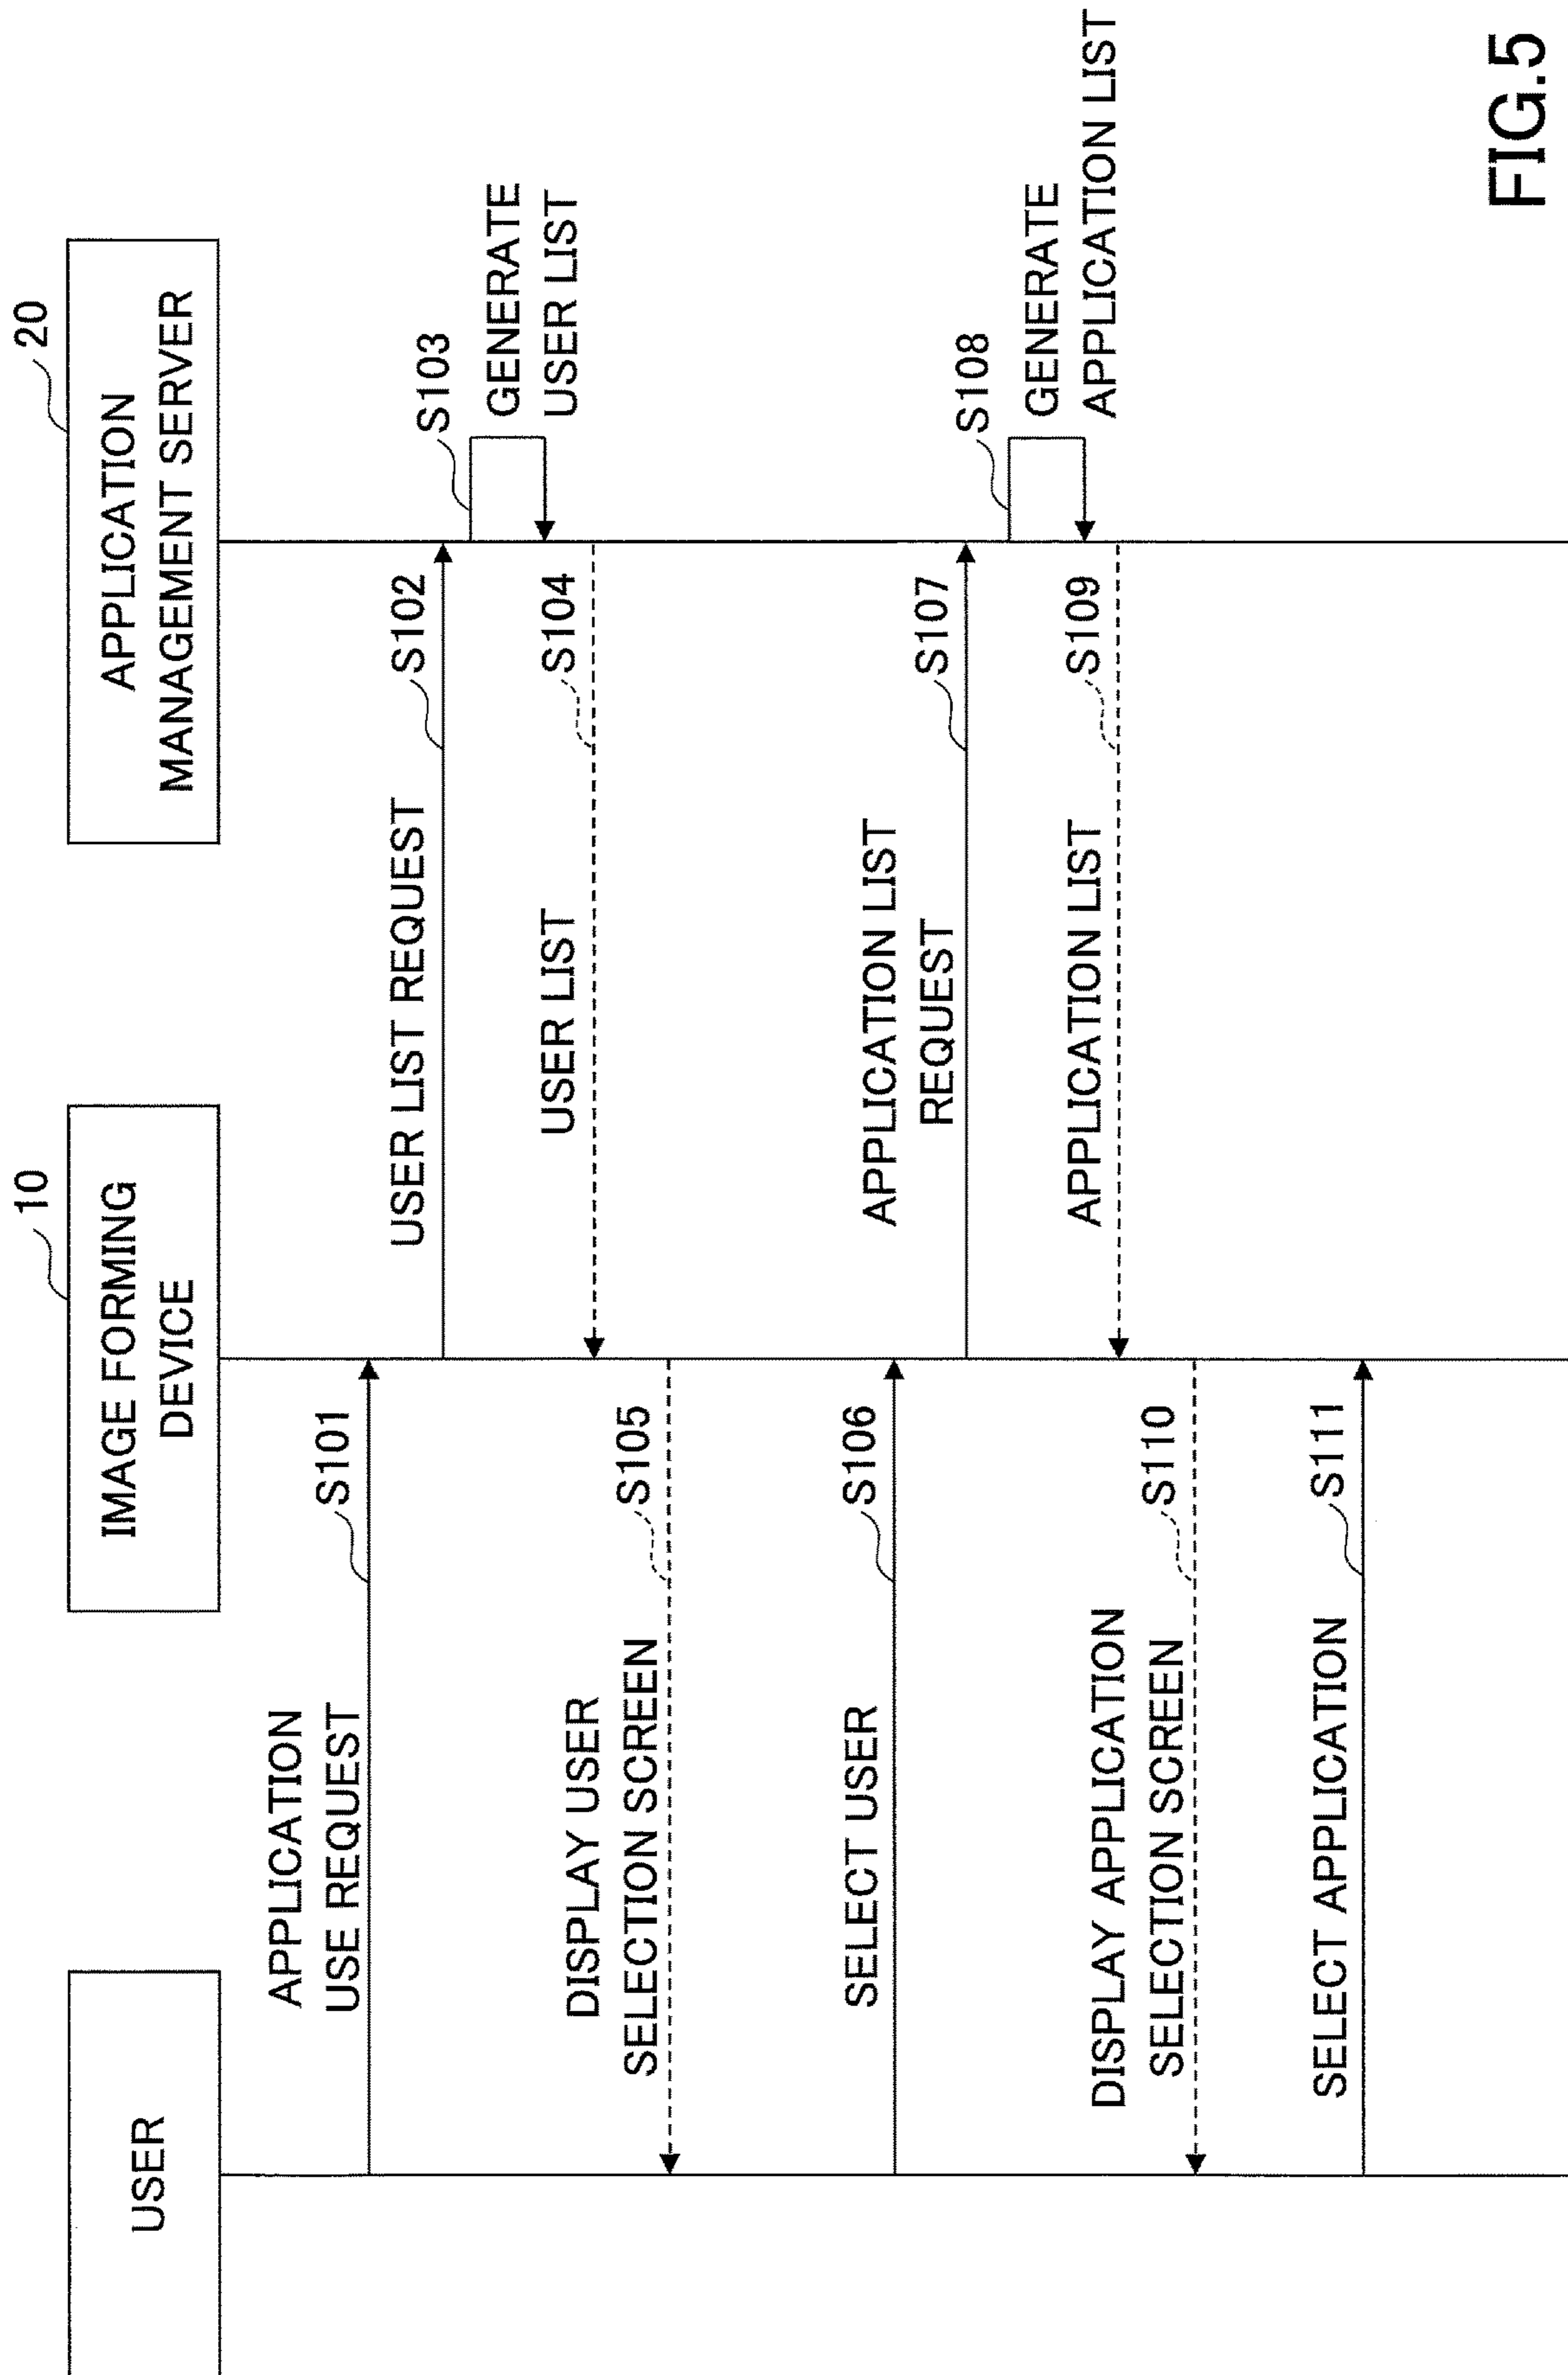 USER
10
IMAGE FORMING
DEVICE
20
APPLICATION
MANAGEMENT SERVER
APPLICATION
USE REQUEST
S101
USER LIST REQUEST
S102
S103
GENERATE
USER LIST
USER LIST
S104
DISPLAY USER
SELECTION SCREEN
S105
SELECT USER
S106
APPLICATION LIST
REQUEST
S107
S108
GENERATE
APPLICATION LIST
APPLICATION LIST
S109
DISPLAY APPLICATION
SELECTION SCREEN
S110
SELECT APPLICATION
S111
FIG.5